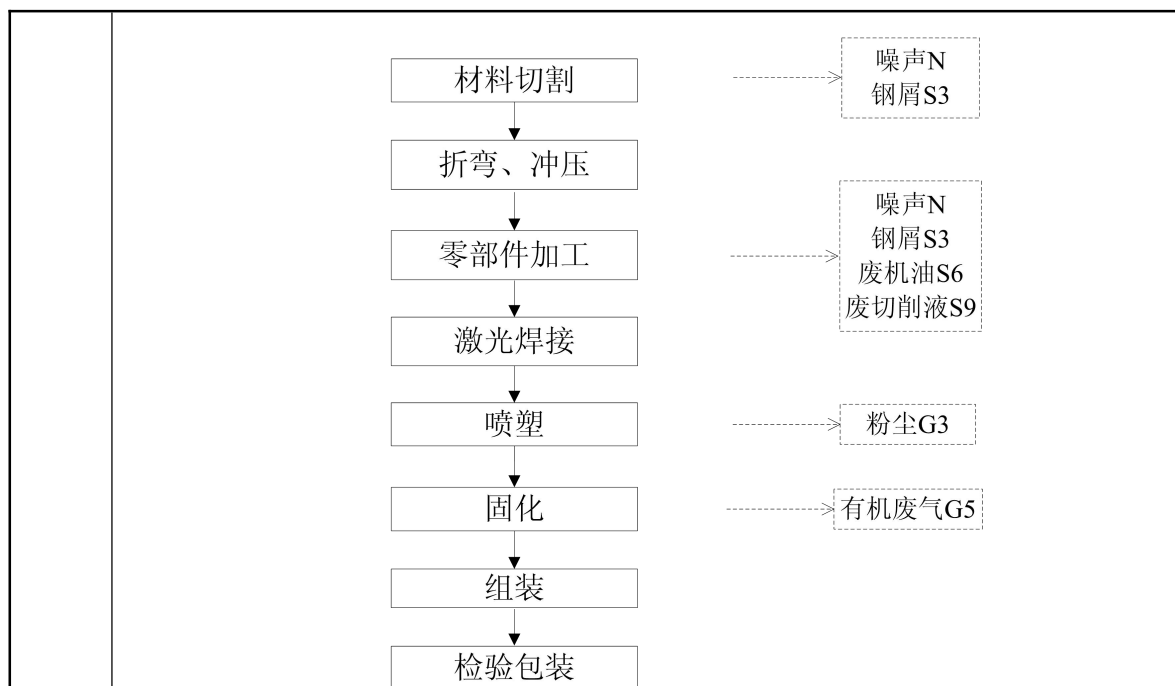 材料切割
噪声N
钢屑S3
折弯、冲压
零部件加工
噪声N
钢屑S3
废机油S6
废切削液S9
激光焊接
喷塑
粉尘G3
固化
有机废气G5
组装
检验包装